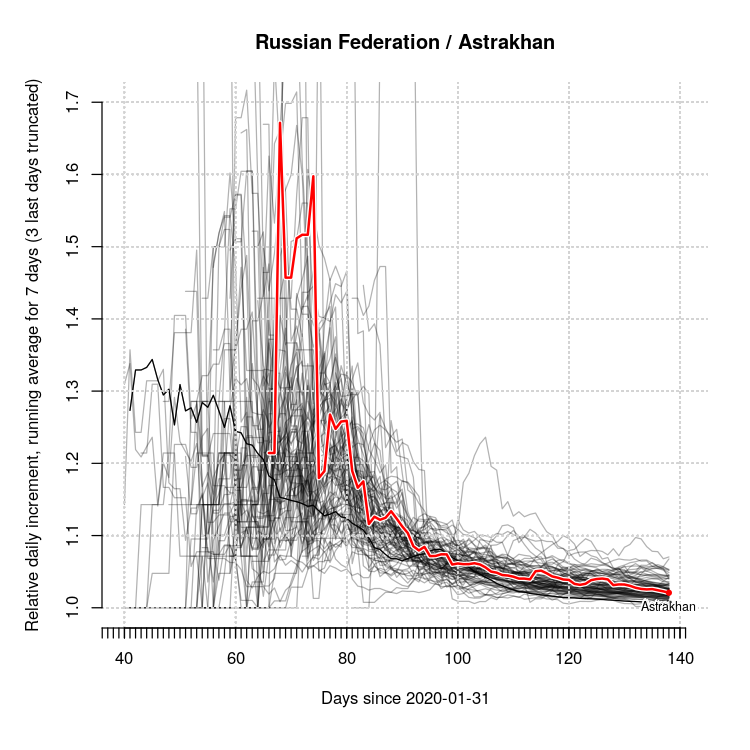 Russian Federation / Astrakhan
Relative daily increment, running average for 7 days (3 last days truncated)
1.7
1.6
1.5
1.4
1.3
1.2
1.1
1.0
Astrakhan
40 60 80 100 120 140
Days since 2020-01-31